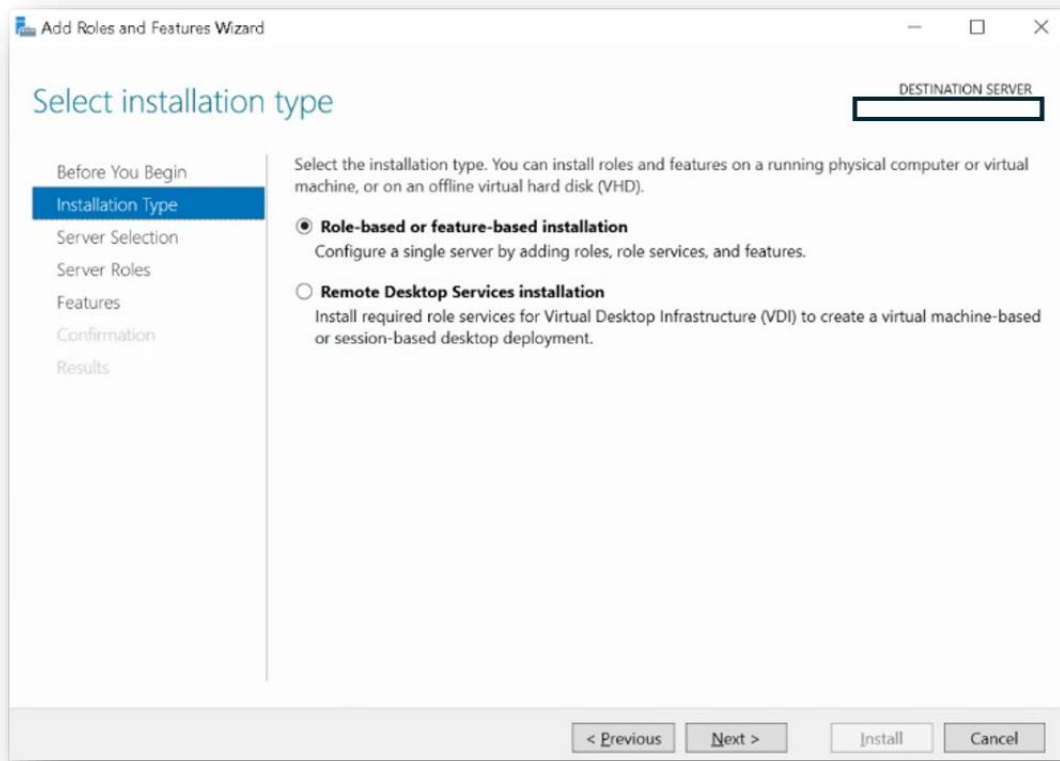 Add Roles and Features Wizard
Select installation type
DESTINATION SERVER
Before You Begin
Installation Type
Server Selection
Server Roles
Features
Confirmation
Results
Select the installation type. You can install roles and features on a running physical computer or virtual
machine, or on an offline virtual hard disk (VHD).
Role-based or feature-based installation
Configure a single server by adding roles, role services, and features.
Remote Desktop Services installation
Install required role services for Virtual Desktop Infrastructure (VDI) to create a virtual machine-based
or session-based desktop deployment.
< Previous
Next >
Install
Cancel